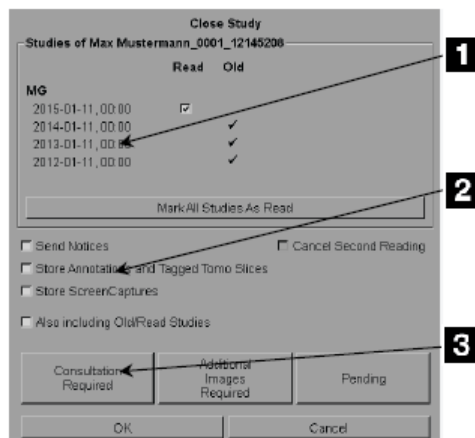 Close Study
Studies of Max Mustermann_0001_12145208
Read Old
MG
2015-01-11, 00:00
2014-01-11, 00:00
2013-01-11, 00:00
2012-01-11, 00:00
Mark All Studies As Read
Send Notices Cancel Second Reading
Store Annotations and Tagged Tomo Slices
Store ScreenCaptures
Also including Old/Read Studies
Consultation
Required
Additional
Images
Required
Pending
OK Cancel
1
2
3